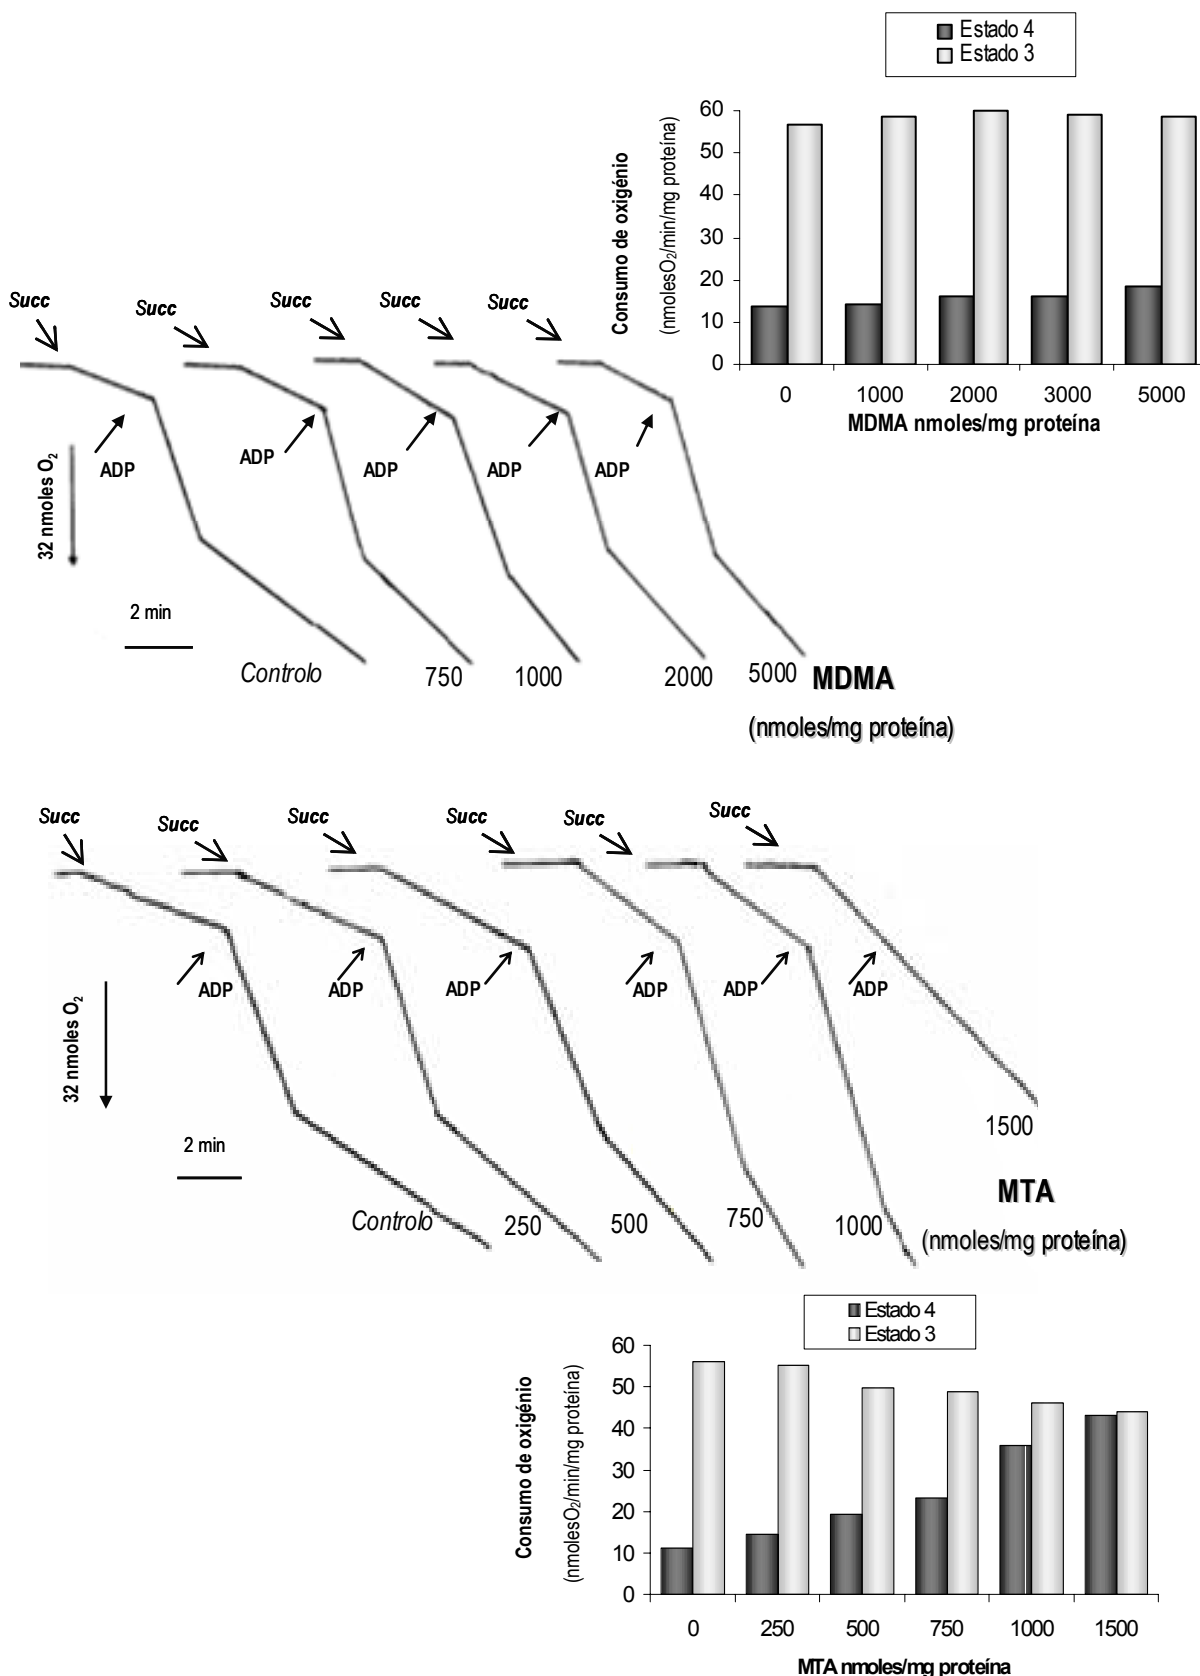 Estado 4
Estado 3
60
50
40
30
20
10
0
Consumo de oxigénio
(nmolesO₂/min/mg proteína)
0 1000 2000 3000 5000
MDMA nmoles/mg proteína
Succ Succ Succ Succ Succ
ADP ADP ADP ADP ADP
32 nmoles O₂
2 min
Controlo 750 1000 2000 5000 MDMA
(nmoles/mg proteína)
Succ Succ Succ Succ Succ Succ
ADP ADP ADP ADP ADP ADP
32 nmoles O₂
2 min
Controlo 250 500 750 1000 1500
MTA
(nmoles/mg proteína)
Estado 4
Estado 3
60
50
40
30
20
10
0
Consumo de oxigénio
(nmolesO₂/min/mg proteína)
0 250 500 750 1000 1500
MTA nmoles/mg proteína